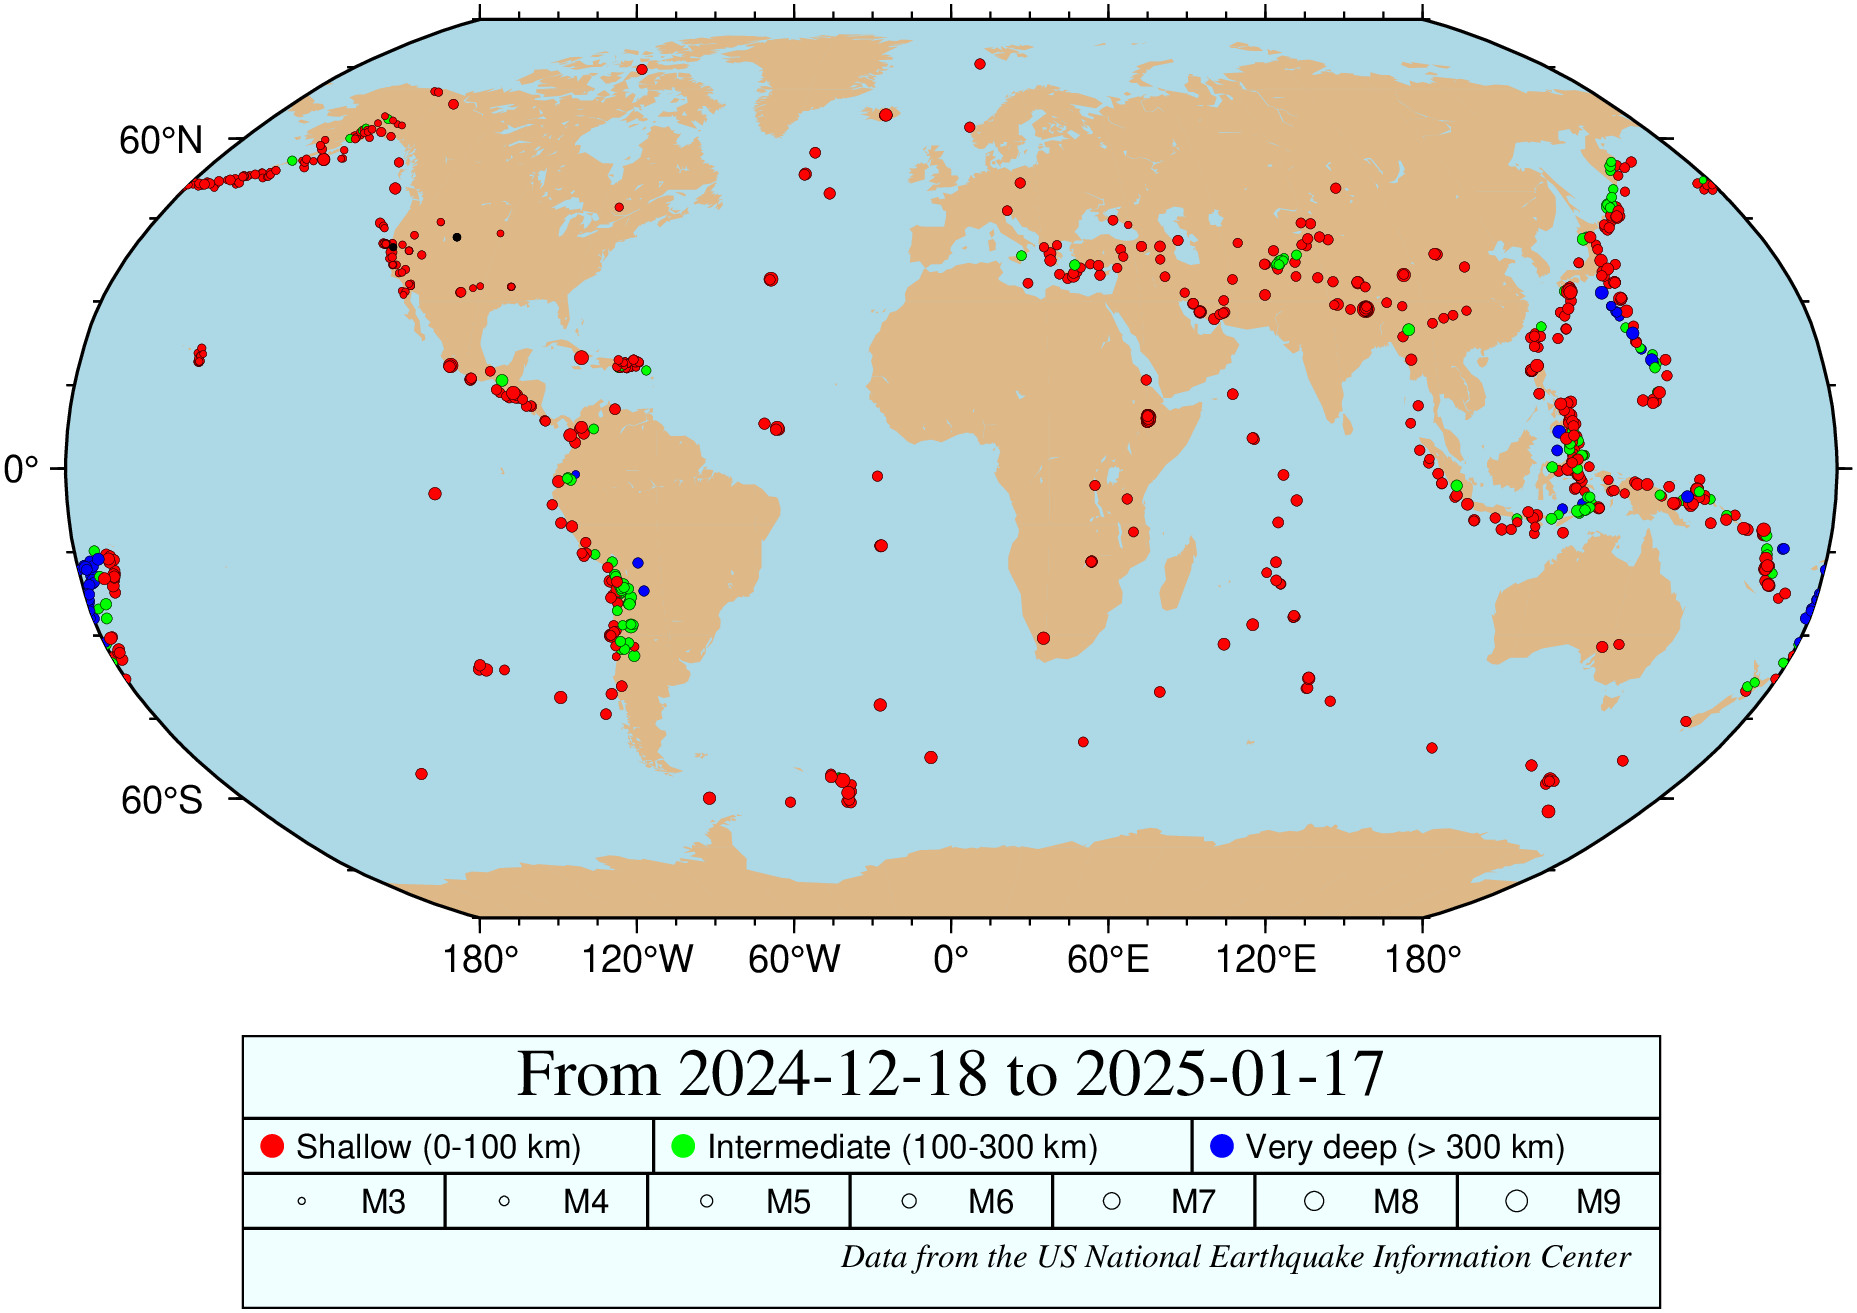 60°N
0°
60°S
180° 120°W 60°W 0° 60°E 120°E 180°
From 2024-12-18 to 2025-01-17
Shallow (0-100 km) Intermediate (100-300 km) Very deep (> 300 km)
M3 M4 M5 M6 M7 M8 M9
Data from the US National Earthquake Information Center